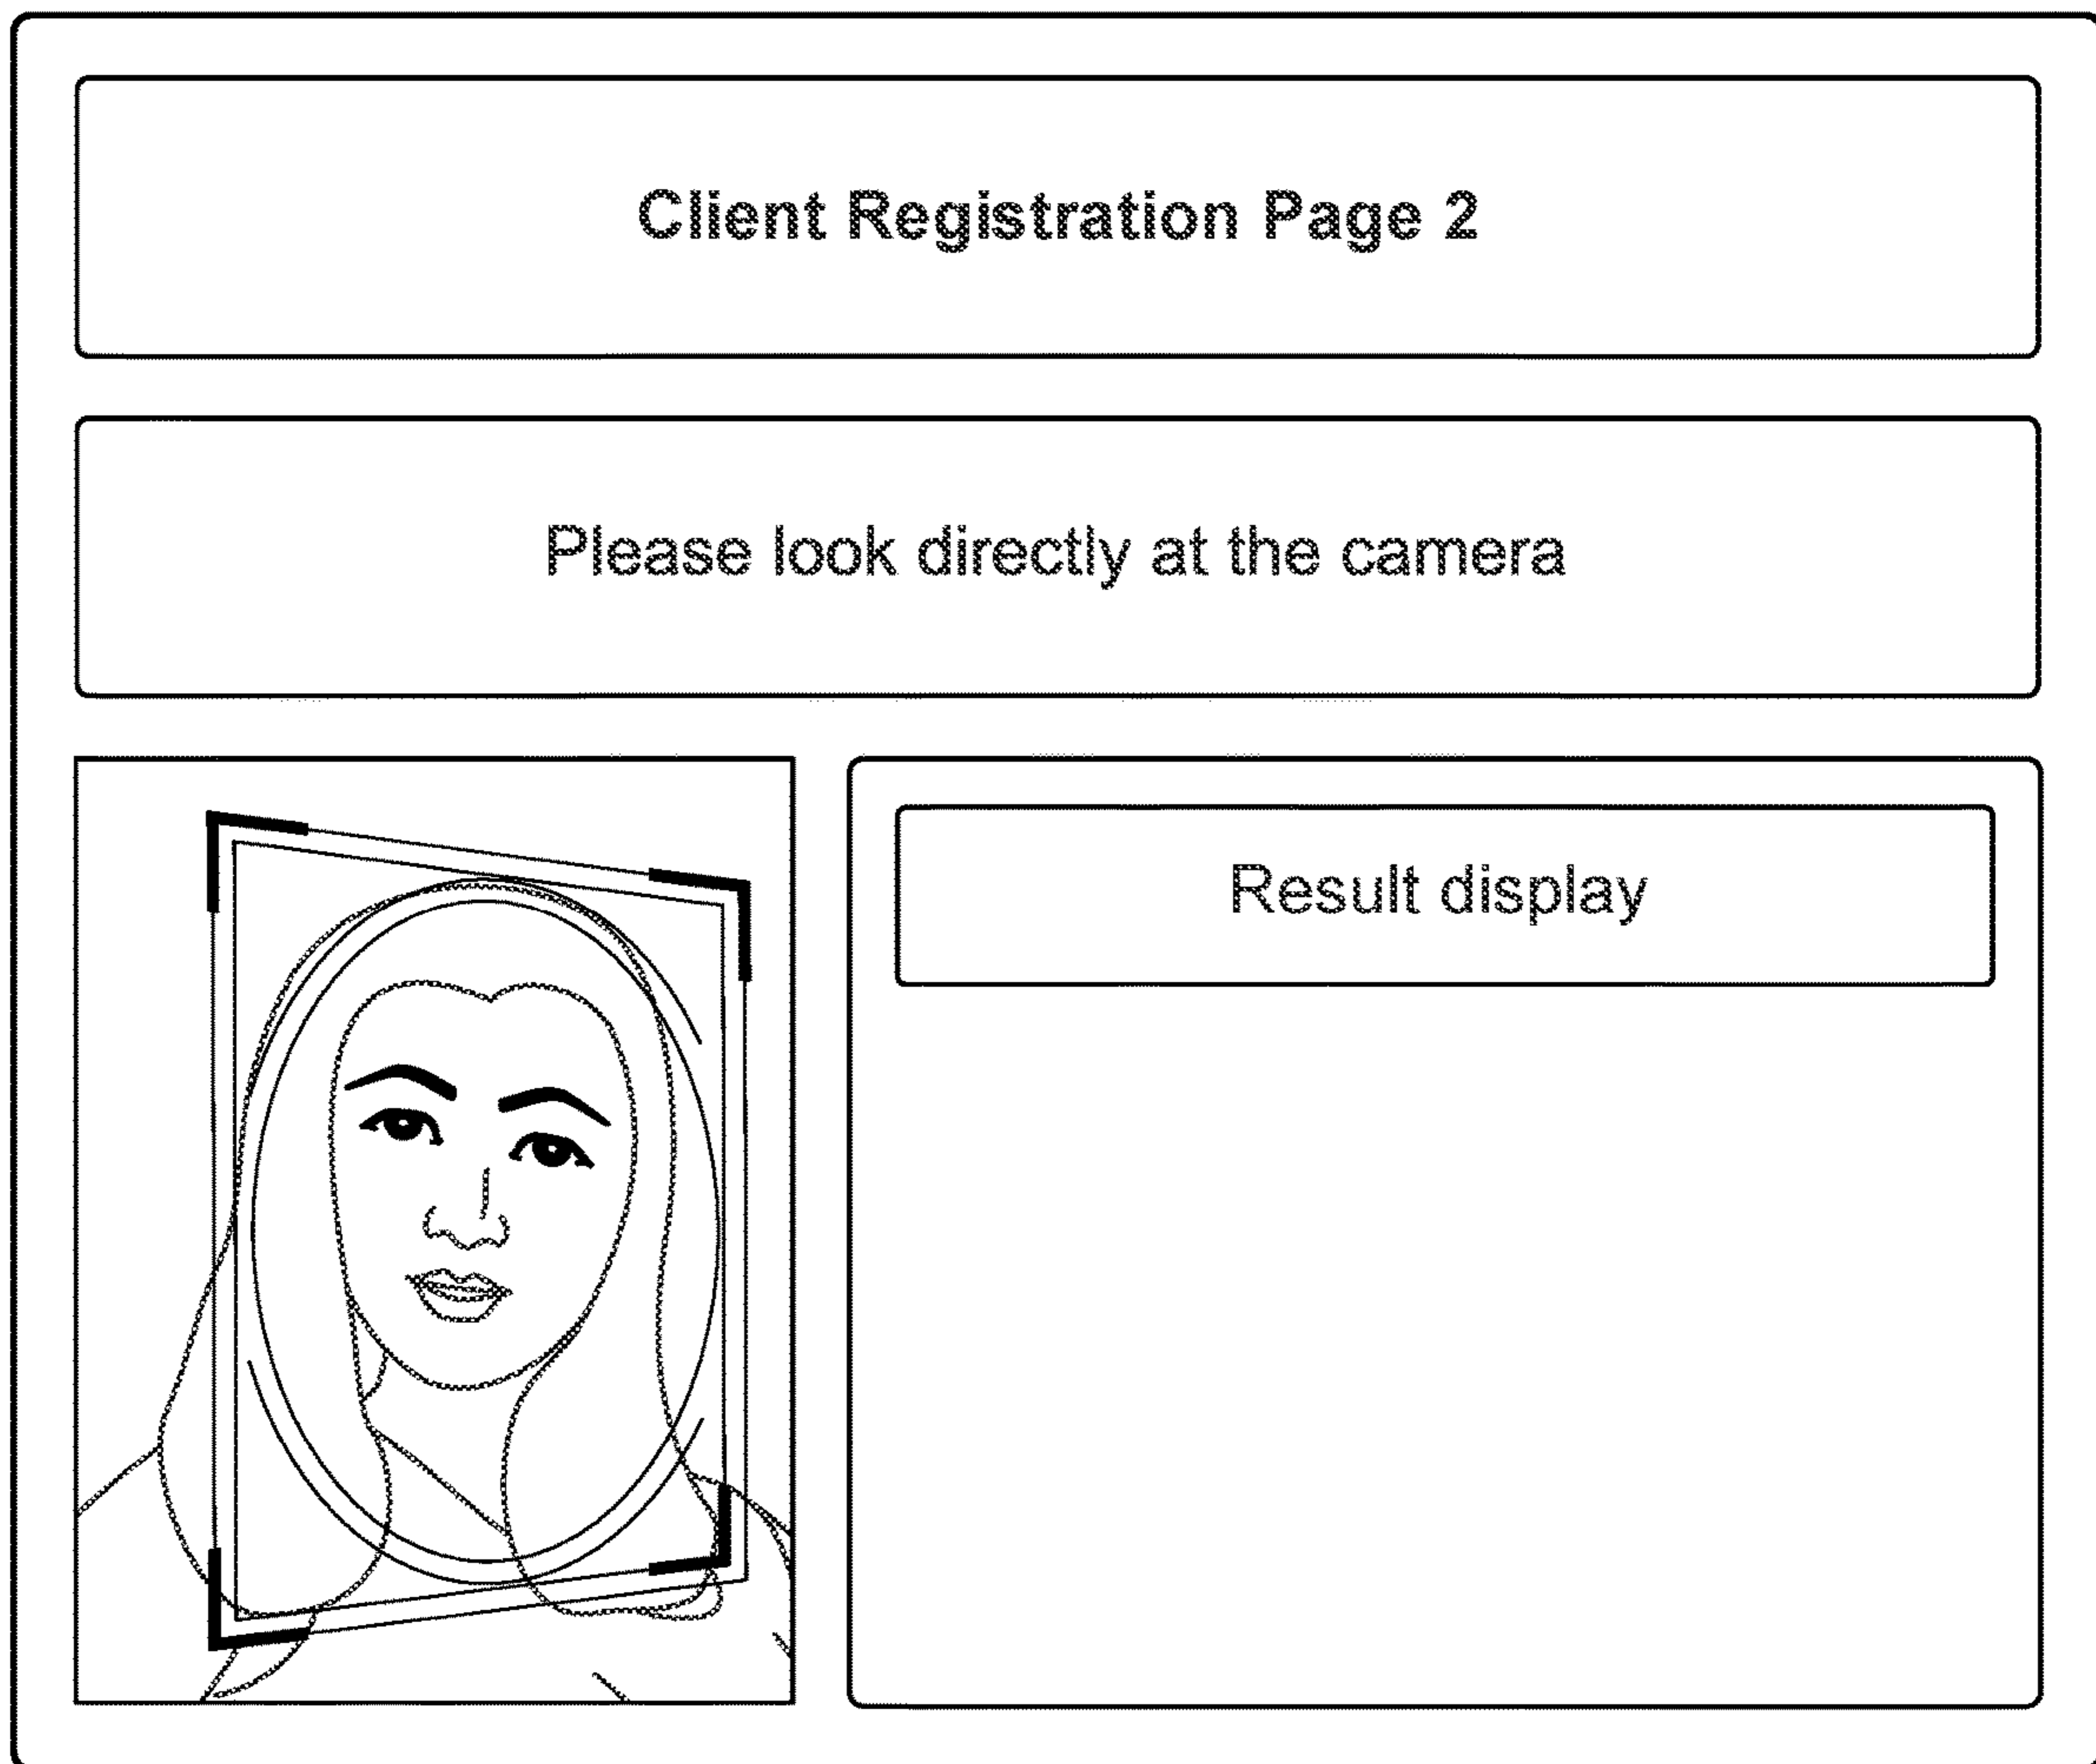 Client Registration Page 2
Please look directly at the camera
Result display